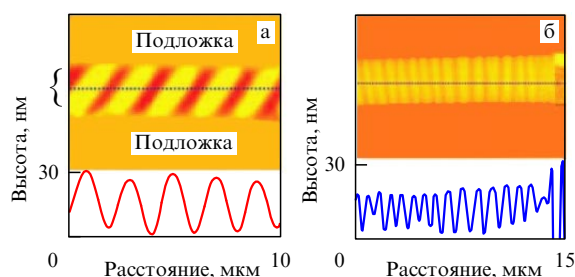 Подложка а
Подложка
{
Высота, нм
30
0
10
Расстояние, мкм
б
Высота, нм
30
0
15
Расстояние, мкм